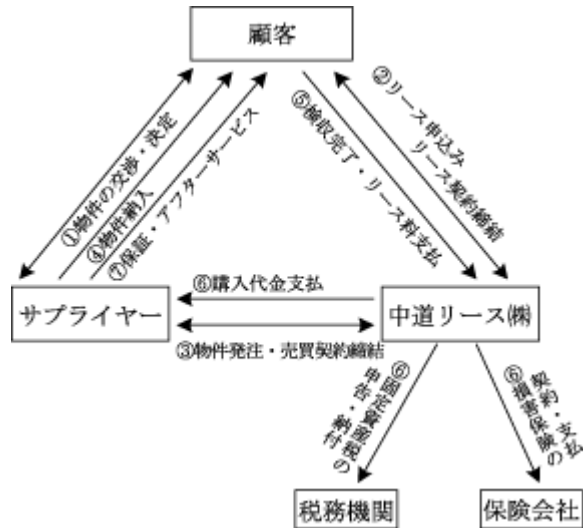 顧客
①物件の交渉・決定
④物件納入
⑦保証・アフターサービス
②リース申込み
リース契約締結
⑤検収完了・リース料支払
サプライヤー
⑥購入代金支払
③物件発注・売買契約締結
中道リース㈱
⑥固定資産税の
申告・納付
⑥損害保険の
契約・支払
税務機関
保険会社